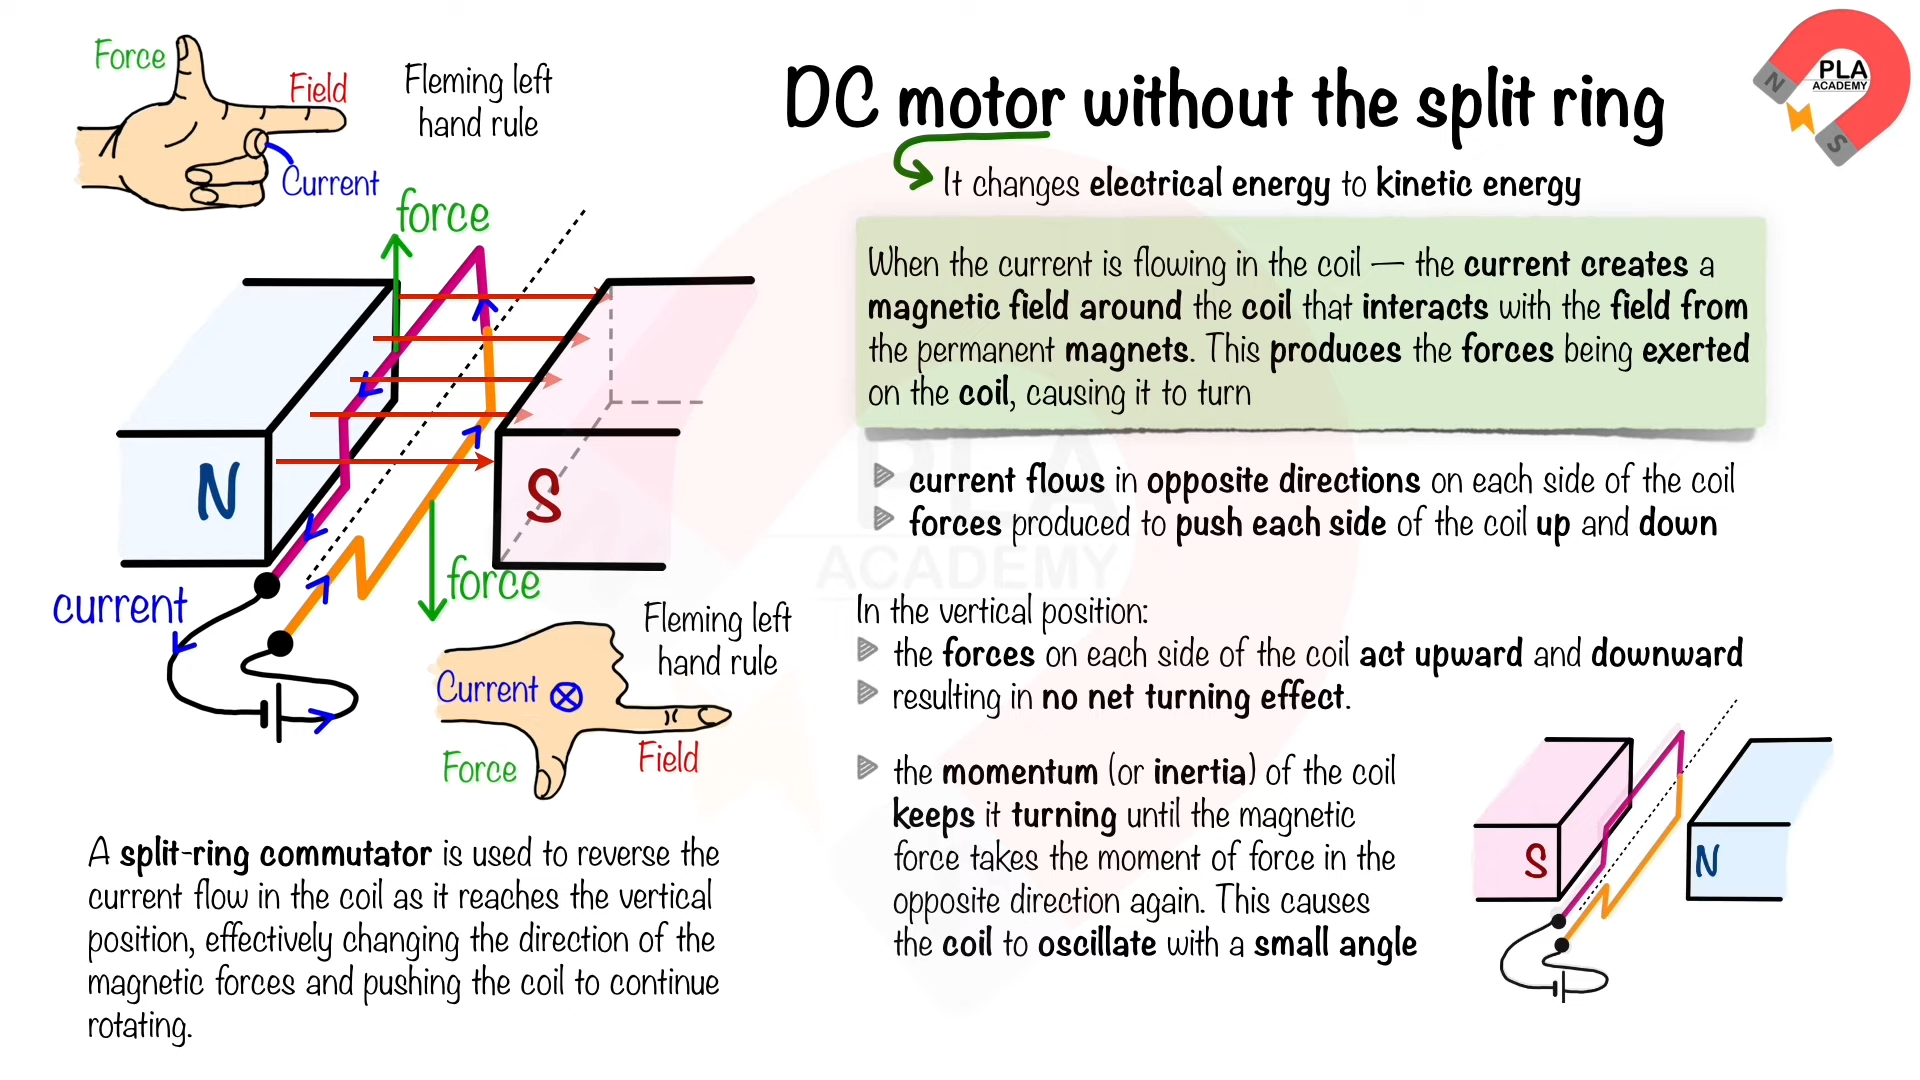 Force
Field
Current
Fleming left
hand rule
DC motor without the split ring
N
S
PLA
ACADEMY
It changes electrical energy to kinetic energy
When the current is flowing in the coil — the current creates a
magnetic field around the coil that interacts with the field from
the permanent magnets. This produces the forces being exerted
on the coil, causing it to turn
force
N
S
force
current
PLA
ACADEMY
current flows in opposite directions on each side of the coil
forces produced to push each side of the coil up and down
Fleming left
hand rule
Current
Force
Field
In the vertical position:
the forces on each side of the coil act upward and downward
resulting in no net turning effect.
the momentum (or inertia) of the coil
keeps it turning until the magnetic
force takes the moment of force in the
opposite direction again. This causes
the coil to oscillate with a small angle
S
N
A split-ring commutator is used to reverse the
current flow in the coil as it reaches the vertical
position, effectively changing the direction of the
magnetic forces and pushing the coil to continue
rotating.